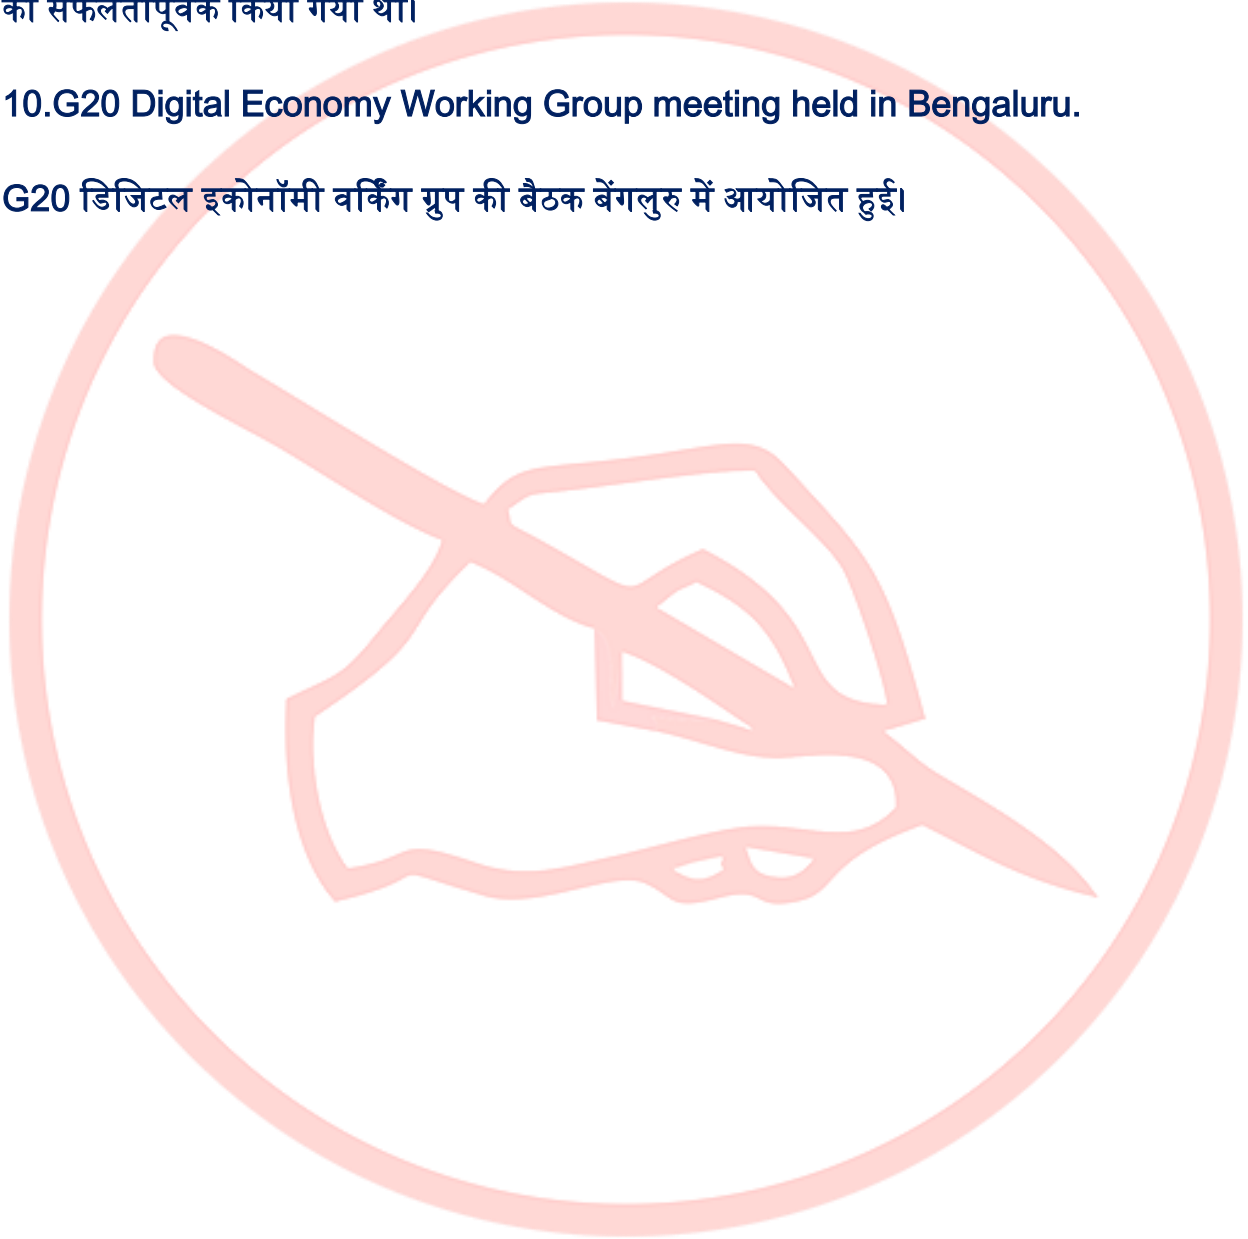 को सफलतापूर्वक किया गया था।
10.G20 Digital Economy Working Group meeting held in Bengaluru.
G20 डिजिटल इकोनॉमी वर्किंग ग्रुप की बैठक बेंगलुरु में आयोजित हुई।